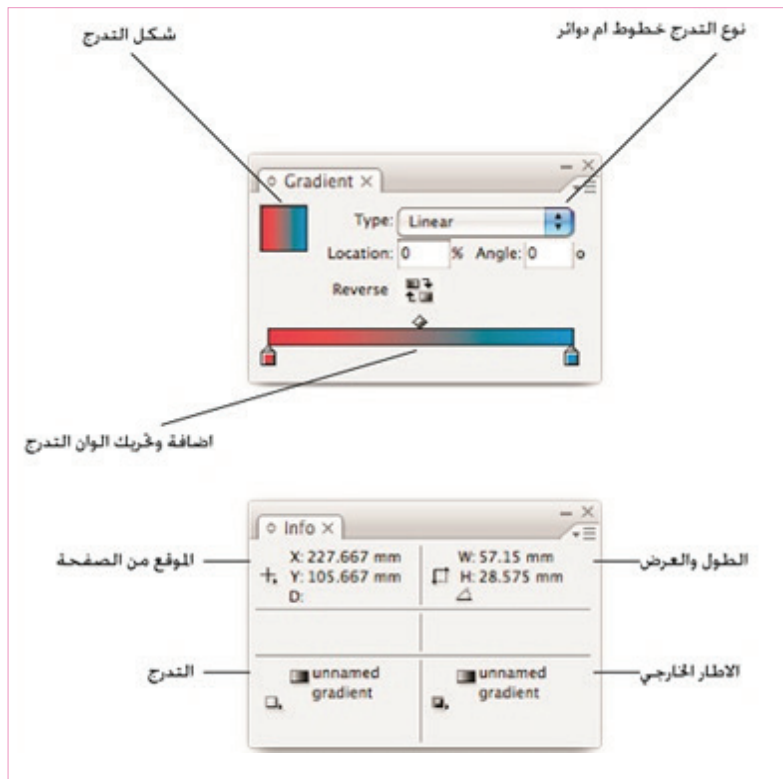 نوع التدرج خطوط ام دوائر
شكل التدرج
Gradient
Type: Linear
Location: 0 % Angle: 0 o
Reverse
اضافة وتحريك الوان التدرج
Info
الموقع من الصفحة
X: 227.667 mm
Y: 105.667 mm
D:
W: 57.15 mm
H: 28.575 mm
الطول والعرض
التدرج
unnamed
gradient
unnamed
gradient
الاطار الخارجي